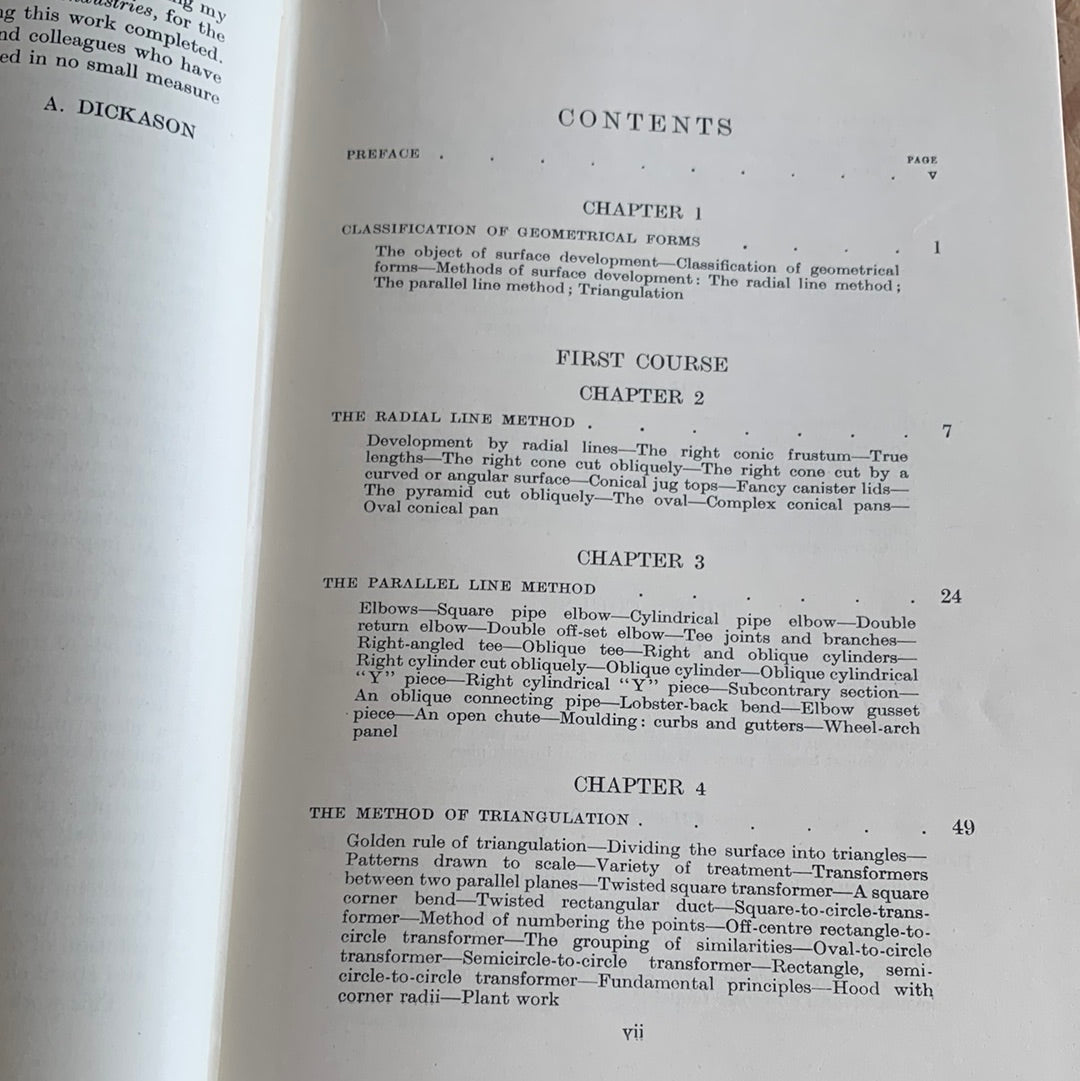 my
industries, for the
this work completed.
colleagues who have
in no small measure
A. DICKASON
CONTENTS
PAGE
PREFACE . . . . . . . . . . v
CHAPTER 1
CLASSIFICATION OF GEOMETRICAL FORMS . . . . 1
The object of surface development—Classification of geometrical
forms—Methods of surface development: The radial line method;
The parallel line method; Triangulation
FIRST COURSE
CHAPTER 2
THE RADIAL LINE METHOD . . . . . . . 7
Development by radial lines—The right conic frustum—True
lengths—The right cone cut obliquely—The right cone cut by a
curved or angular surface—Conical jug tops—Fancy canister lids—
The pyramid cut obliquely—The oval—Complex conical pans—
Oval conical pan
CHAPTER 3
THE PARALLEL LINE METHOD . . . . . . 24
Elbows—Square pipe elbow—Cylindrical pipe elbow—Double
return elbow—Double off-set elbow—Tee joints and branches—
Right-angled tee—Oblique tee—Right and oblique cylinders—
Right cylinder cut obliquely—Oblique cylinder—Oblique cylindrical
“Y” piece—Right cylindrical “Y” piece—Subcontrary section—
An oblique connecting pipe—Lobster-back bend—Elbow gusset
piece—An open chute—Moulding: curbs and gutters—Wheel-arch
panel
CHAPTER 4
THE METHOD OF TRIANGULATION . . . . . . 49
Golden rule of triangulation—Dividing the surface into triangles—
Patterns drawn to scale—Variety of treatment—Transformers
between two parallel planes—Twisted square transformer—A square
corner bend—Twisted rectangular duct—Square-to-circle-trans-
former—Method of numbering the points—Off-centre rectangle-to-
circle transformer—The grouping of similarities—Oval-to-circle
transformer—Semicircle-to-circle transformer—Rectangle, semi-
circle-to-circle transformer—Fundamental principles—Hood with
corner radii—Plant work
vii